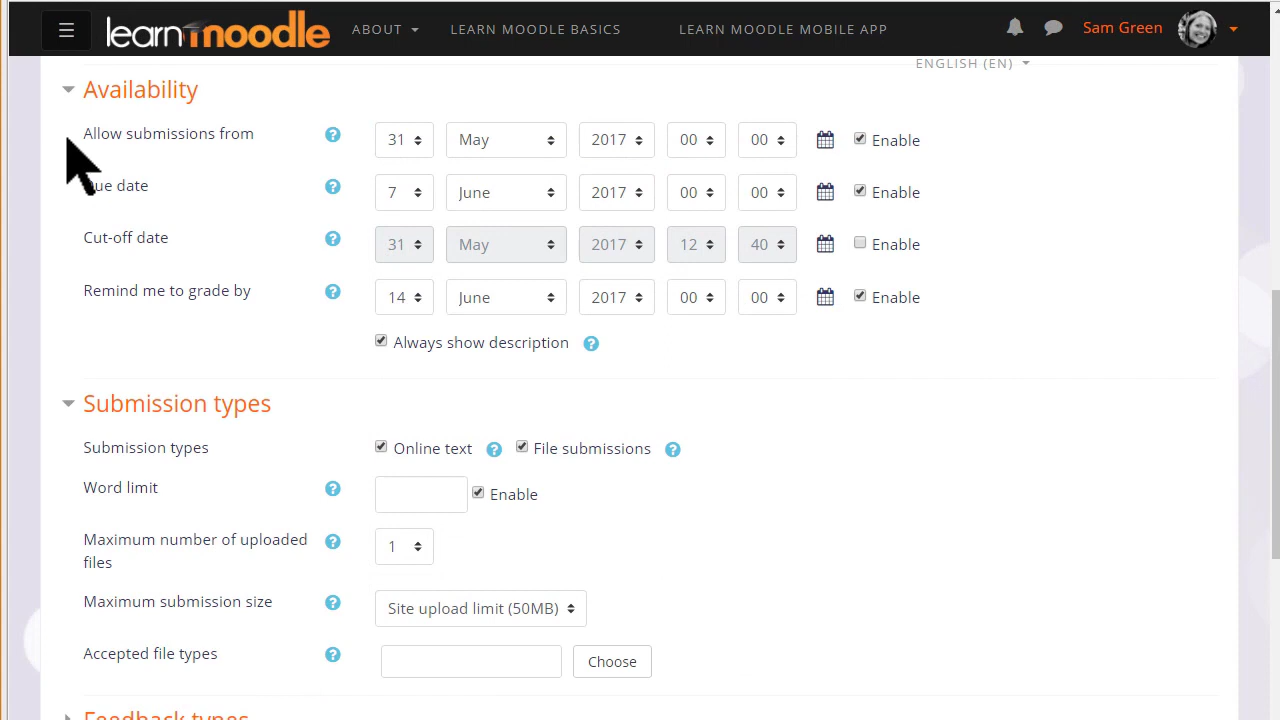 learn moodle ABOUT LEARN MOODLE BASICS LEARN MOODLE MOBILE APP Sam Green
ENGLISH (EN)
Availability
Allow submissions from 31 May 2017 00 00 Enable
ue date 7 June 2017 00 00 Enable
Cut-off date 31 May 2017 12 40 Enable
Remind me to grade by 14 June 2017 00 00 Enable
Always show description
Submission types
Submission types Online text File submissions
Word limit Enable
Maximum number of uploaded
files 1
Maximum submission size Site upload limit (50MB)
Accepted file types Choose
Feedback types